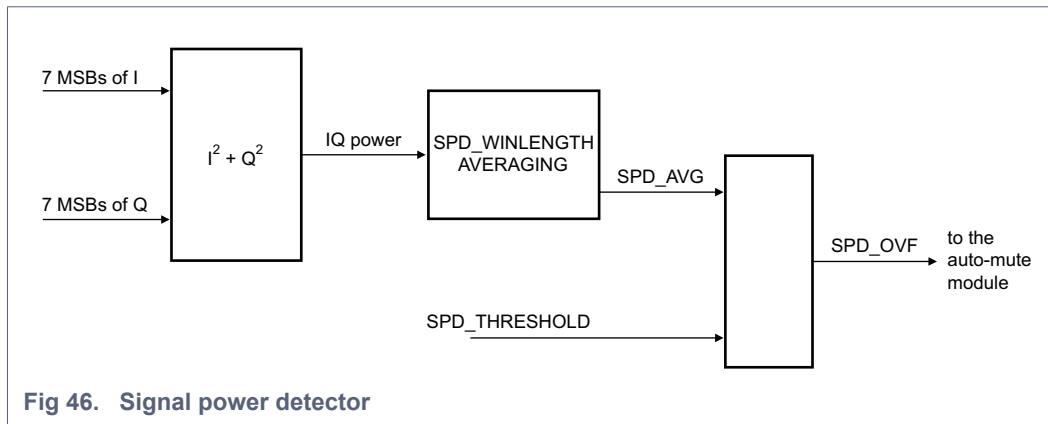 7 MSBs of I
I² + Q²
7 MSBs of Q
IQ power
SPD_WINLENGTH
AVERAGING
SPD_AVG
SPD_THRESHOLD
SPD_OVF
to the
auto-mute
module
Fig 46. Signal power detector